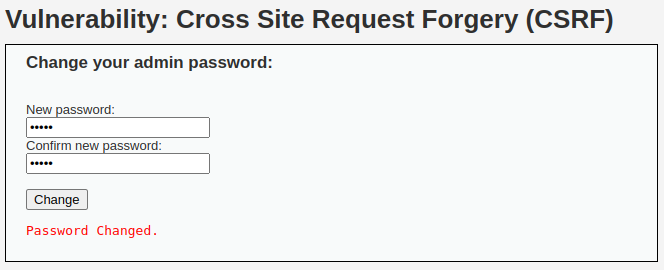 Vulnerability: Cross Site Request Forgery (CSRF)
Change your admin password:
New password:
•••••
Confirm new password:
•••••
Change
Password Changed.